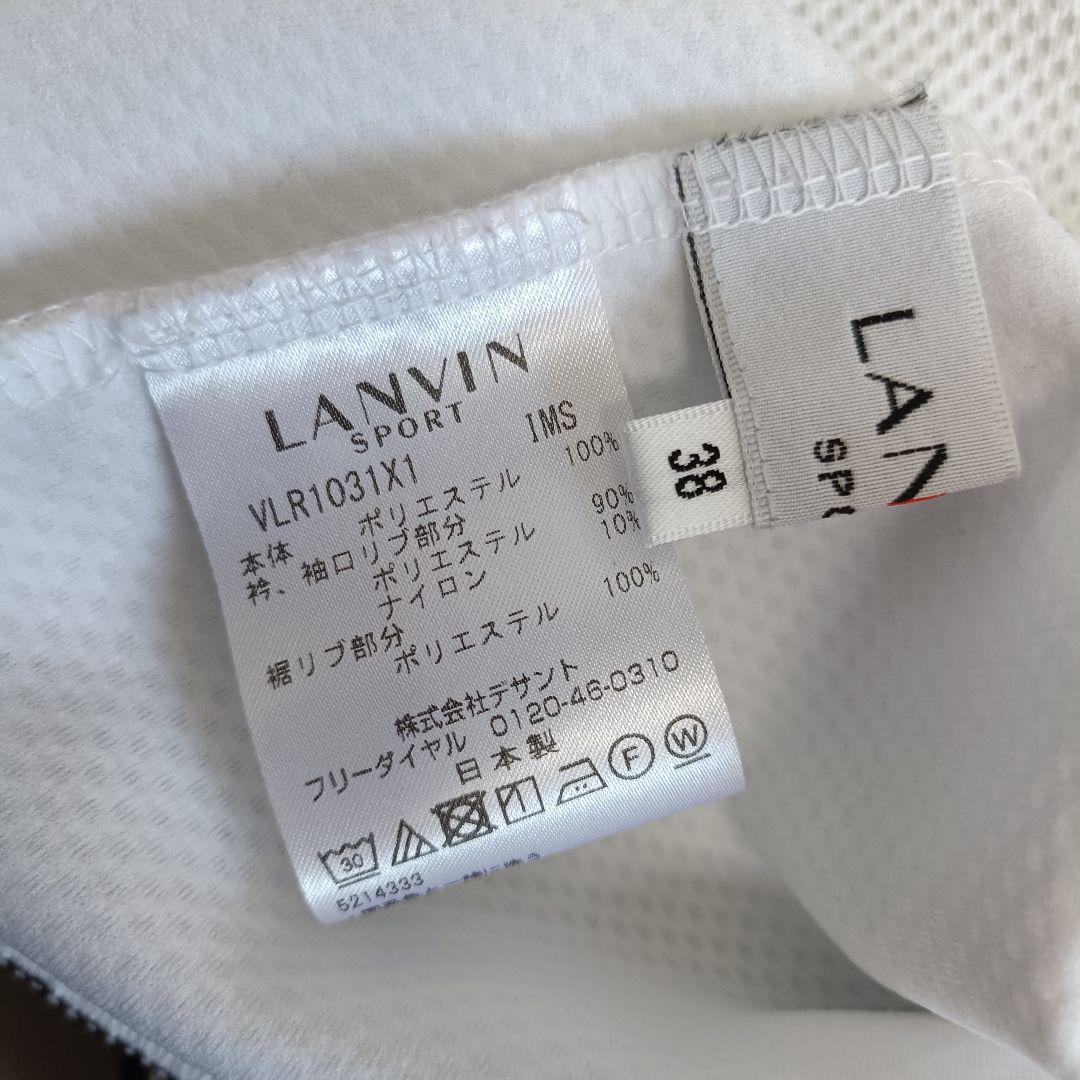 LANVIN
SPORT
VLR1031X1 IMS
本体 ポリエステル 100%
衿、袖口リブ部分
ポリエステル 90%
ナイロン 10%
裾リブ部分
ポリエステル 100%
株式会社デサント
フリーダイヤル 0120-46-0310
日本製
30
F
W
5214333
38
LAN
SPO